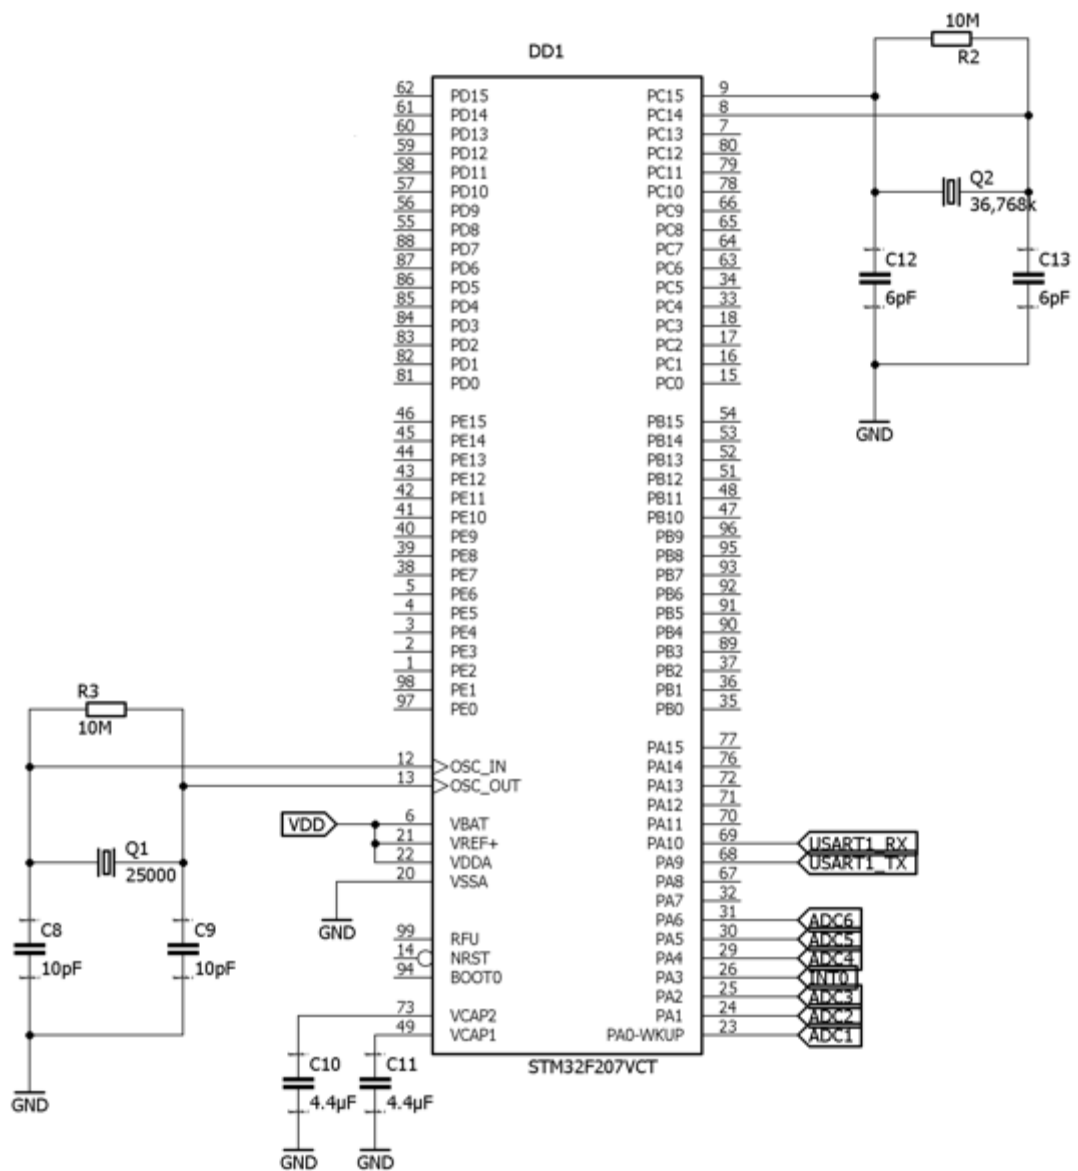 10M
R2
DD1
62 PD15 PC15 9
61 PD14 PC14 8
60 PD13 PC13 7
59 PD12 PC12 80
58 PD11 PC11 79
57 PD10 PC10 78
56 PD9 PC9 66
55 PD8 PC8 65
88 PD7 PC7 64
87 PD6 PC6 63
86 PD5 PC5 34
85 PD4 PC4 33
84 PD3 PC3 18
83 PD2 PC2 17
82 PD1 PC1 16
81 PD0 PC0 15
Q2
36,768k
C12
6pF
C13
6pF
GND
46 PE15 PB15 54
45 PE14 PB14 53
44 PE13 PB13 52
43 PE12 PB12 51
42 PE11 PB11 48
41 PE10 PB10 47
40 PE9 PB9 96
39 PE8 PB8 95
38 PE7 PB7 93
5 PE6 PB6 92
4 PE5 PB5 91
3 PE4 PB4 90
2 PE3 PB3 89
1 PE2 PB2 37
98 PE1 PB1 36
97 PE0 PB0 35
R3
10M
PA15 77
12 OSC_IN PA14 76
13 OSC_OUT PA13 72
PA12 71
VDD 6 VBAT PA11 70
21 VREF+ PA10 69 USART1_RX
22 VDDA PA9 68 USART1_TX
20 VSSA PA8 67
PA7 32
GND
PA6 31 ADC6
99 RFU PA5 30 ADC5
14 NRST PA4 29 ADC4
94 BOOT0 PA3 26 INT0
PA2 25 ADC3
73 VCAP2 PA1 24 ADC2
49 VCAP1 PA0-WKUP 23 ADC1
Q1
25000
C8
10pF
C9
10pF
GND
C10
4.4µF
C11
4.4µF
GND
GND
STM32F207VCT